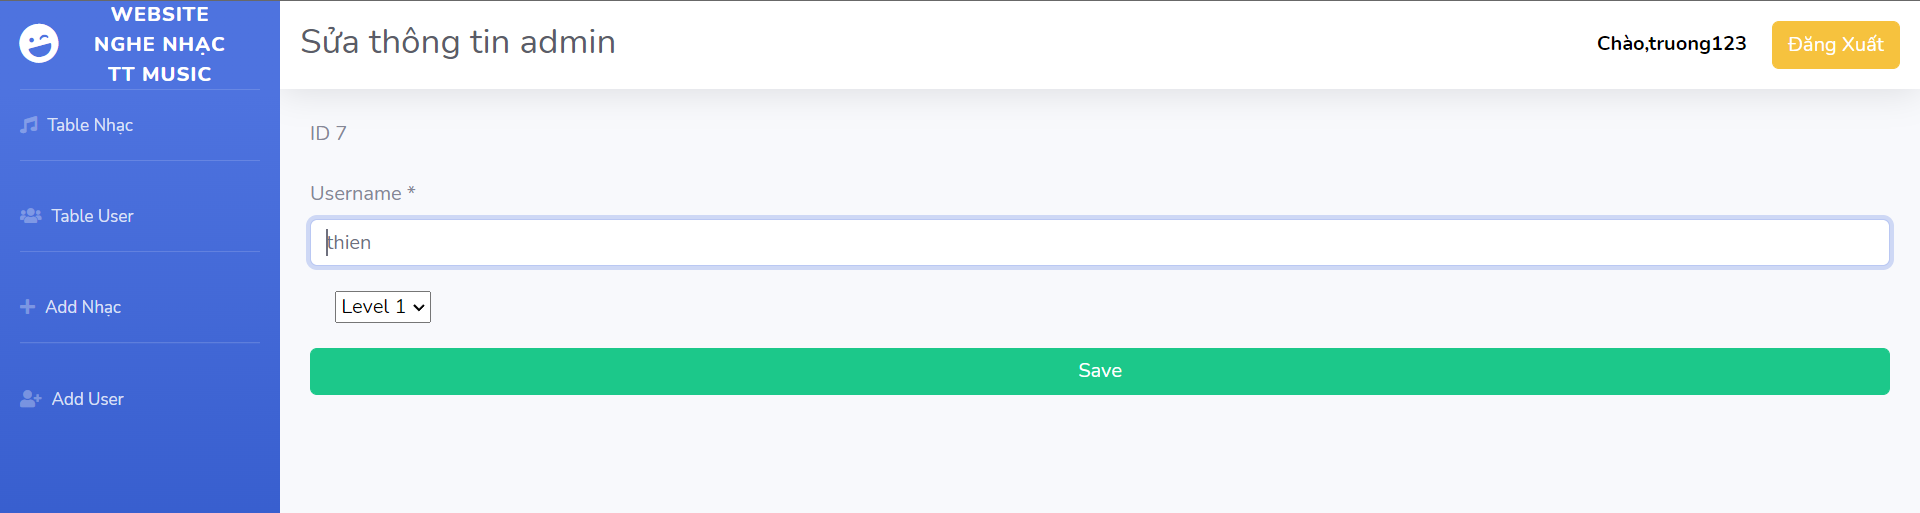 WEBSITE
NGHE NHẠC
TT MUSIC
Table Nhạc
Table User
Add Nhạc
Add User
Sửa thông tin admin
Chào,truong123
Đăng Xuất
ID 7
Username *
thien
Level 1
Save